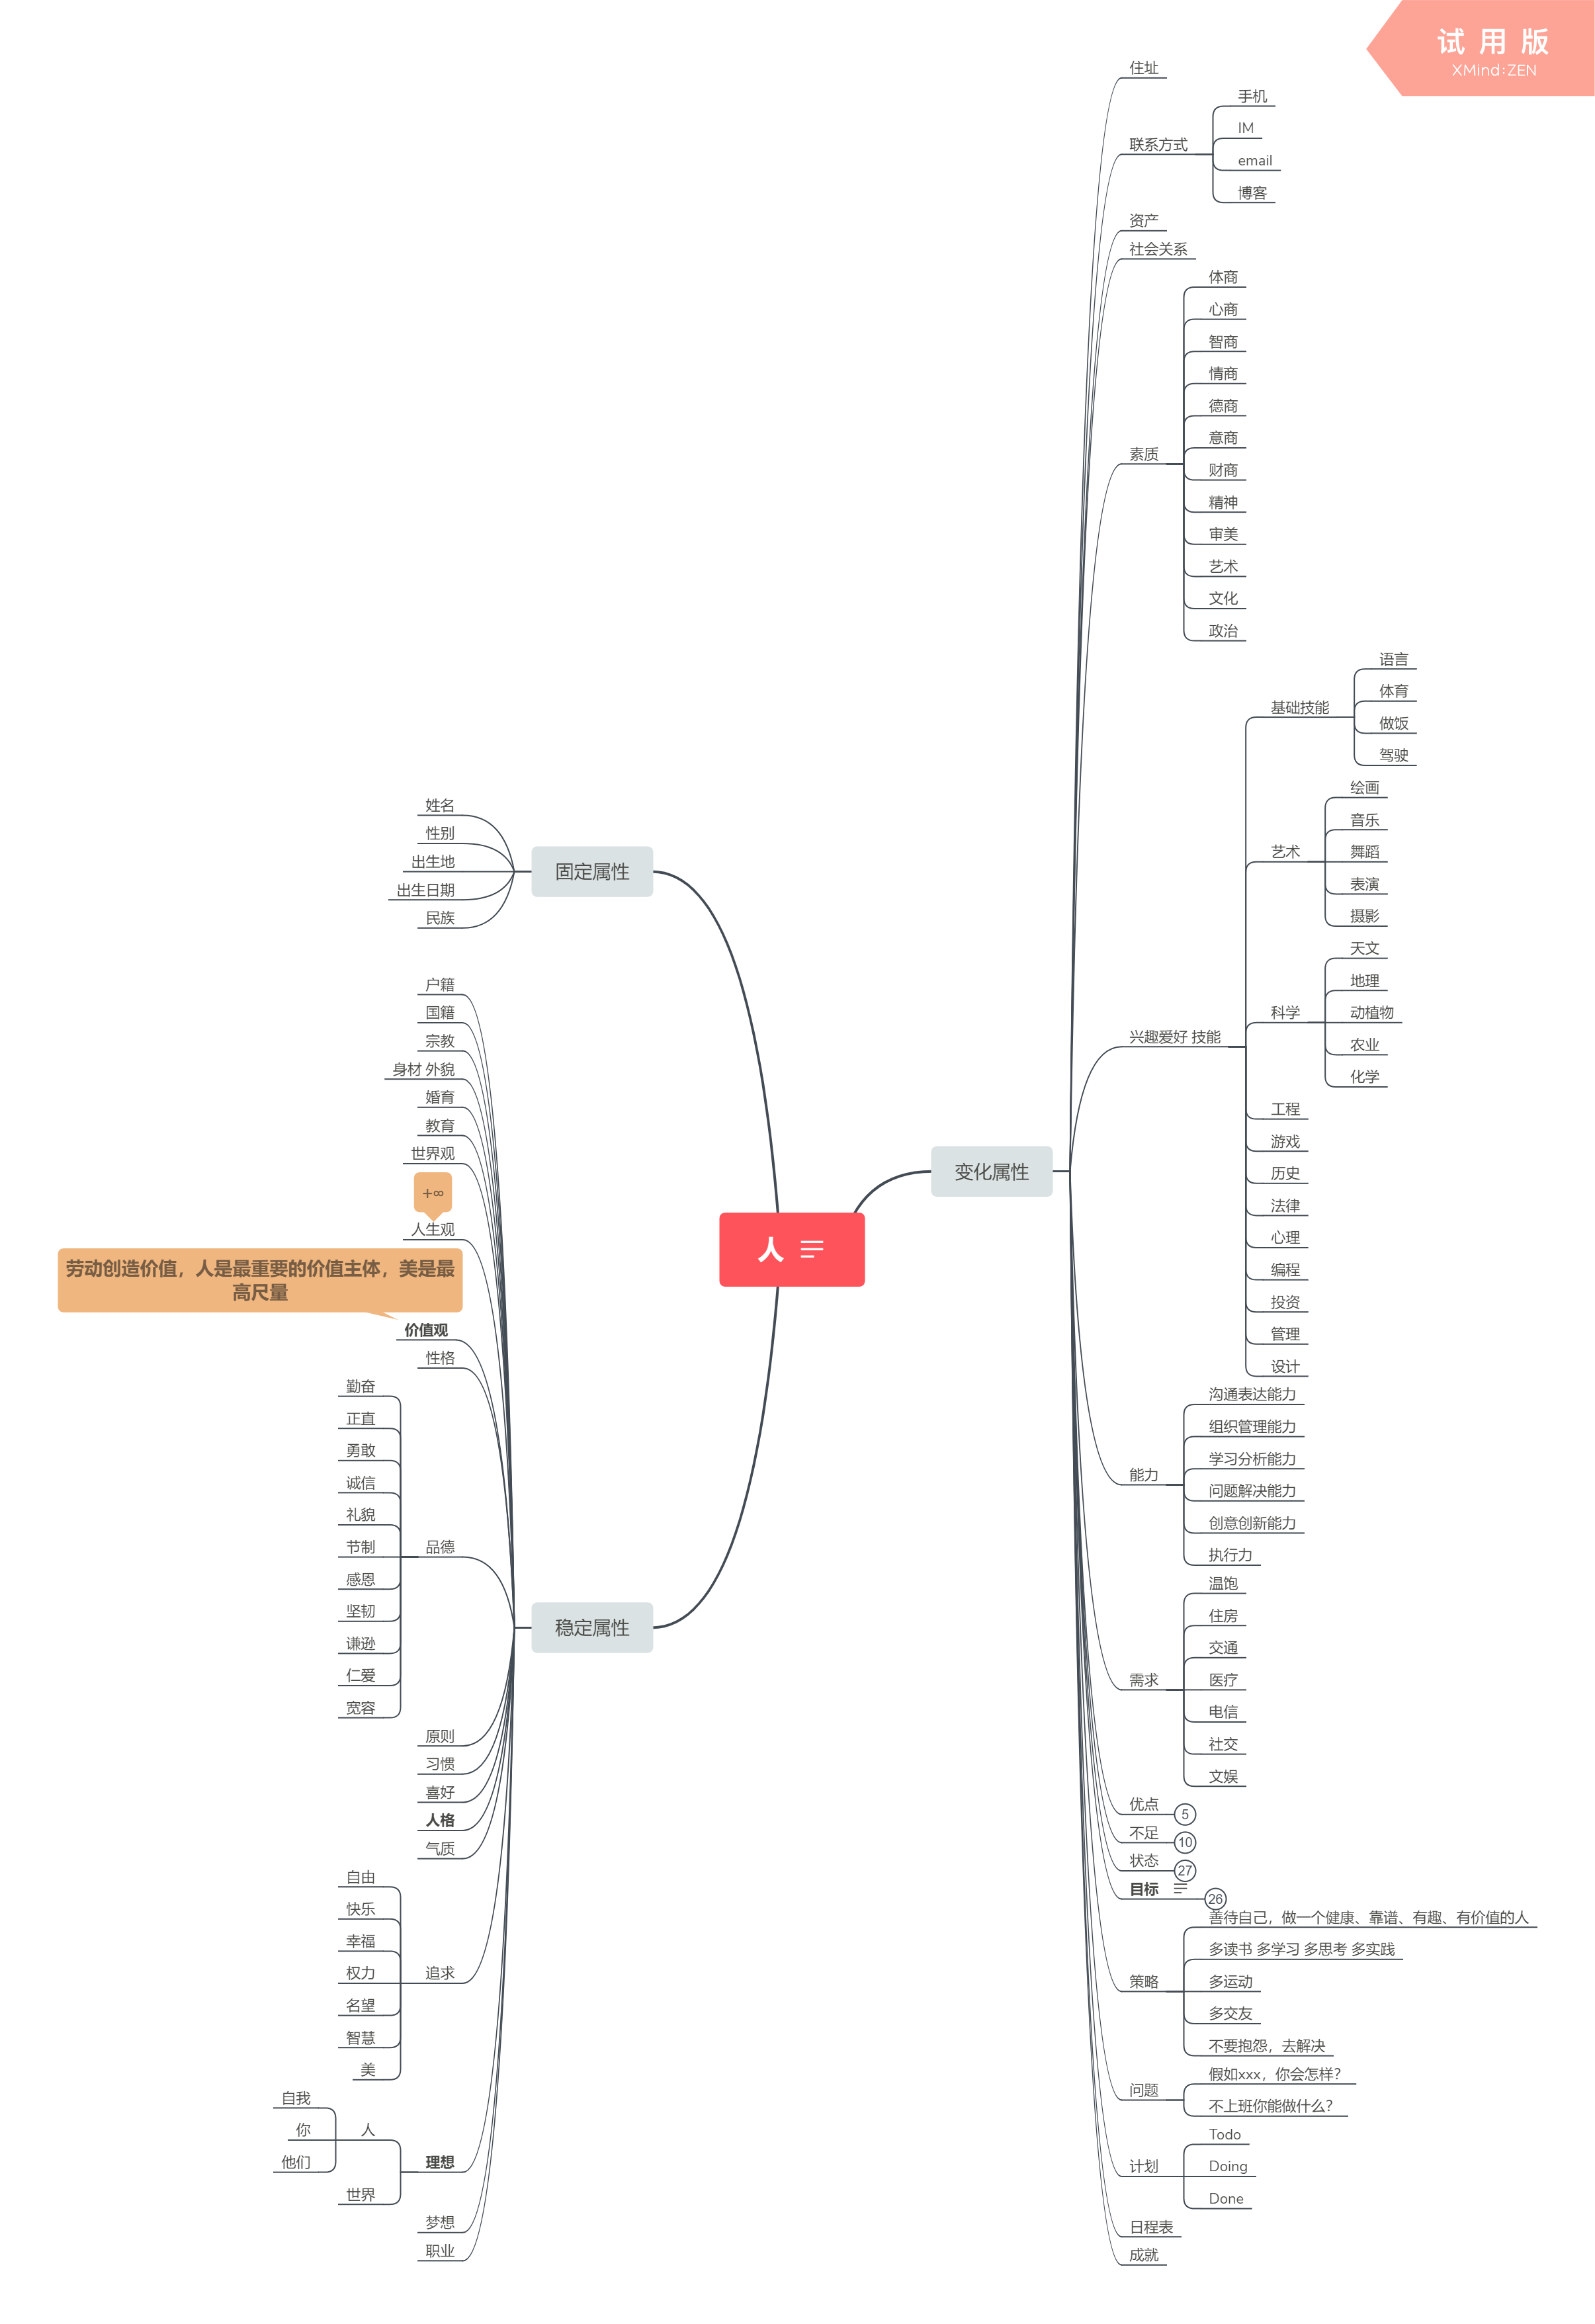 试用版
XMind:ZEN
人
变化属性
住址
联系方式
手机
IM
email
博客
资产
社会关系
素质
体商
心商
智商
情商
德商
意商
财商
精神
审美
艺术
文化
政治
兴趣爱好 技能
基础技能
语言
体育
做饭
驾驶
艺术
绘画
音乐
舞蹈
表演
摄影
科学
天文
地理
动植物
农业
化学
工程
游戏
历史
法律
心理
编程
投资
管理
设计
能力
沟通表达能力
组织管理能力
学习分析能力
问题解决能力
创意创新能力
执行力
需求
温饱
住房
交通
医疗
电信
社交
文娱
优点
5
不足
10
状态
27
目标
26
策略
善待自己，做一个健康、靠谱、有趣、有价值的人
多读书 多学习 多思考 多实践
多运动
多交友
不要抱怨，去解决
问题
假如xxx，你会怎样？
不上班你能做什么？
计划
Todo
Doing
Done
日程表
成就
固定属性
姓名
性别
出生地
出生日期
民族
稳定属性
户籍
国籍
宗教
身材 外貌
婚育
教育
世界观
+∞
人生观
劳动创造价值，人是最重要的价值主体，美是最
高尺量
价值观
性格
品德
勤奋
正直
勇敢
诚信
礼貌
节制
感恩
坚韧
谦逊
仁爱
宽容
原则
习惯
喜好
人格
气质
追求
自由
快乐
幸福
权力
名望
智慧
美
理想
人
自我
你
他们
世界
梦想
职业